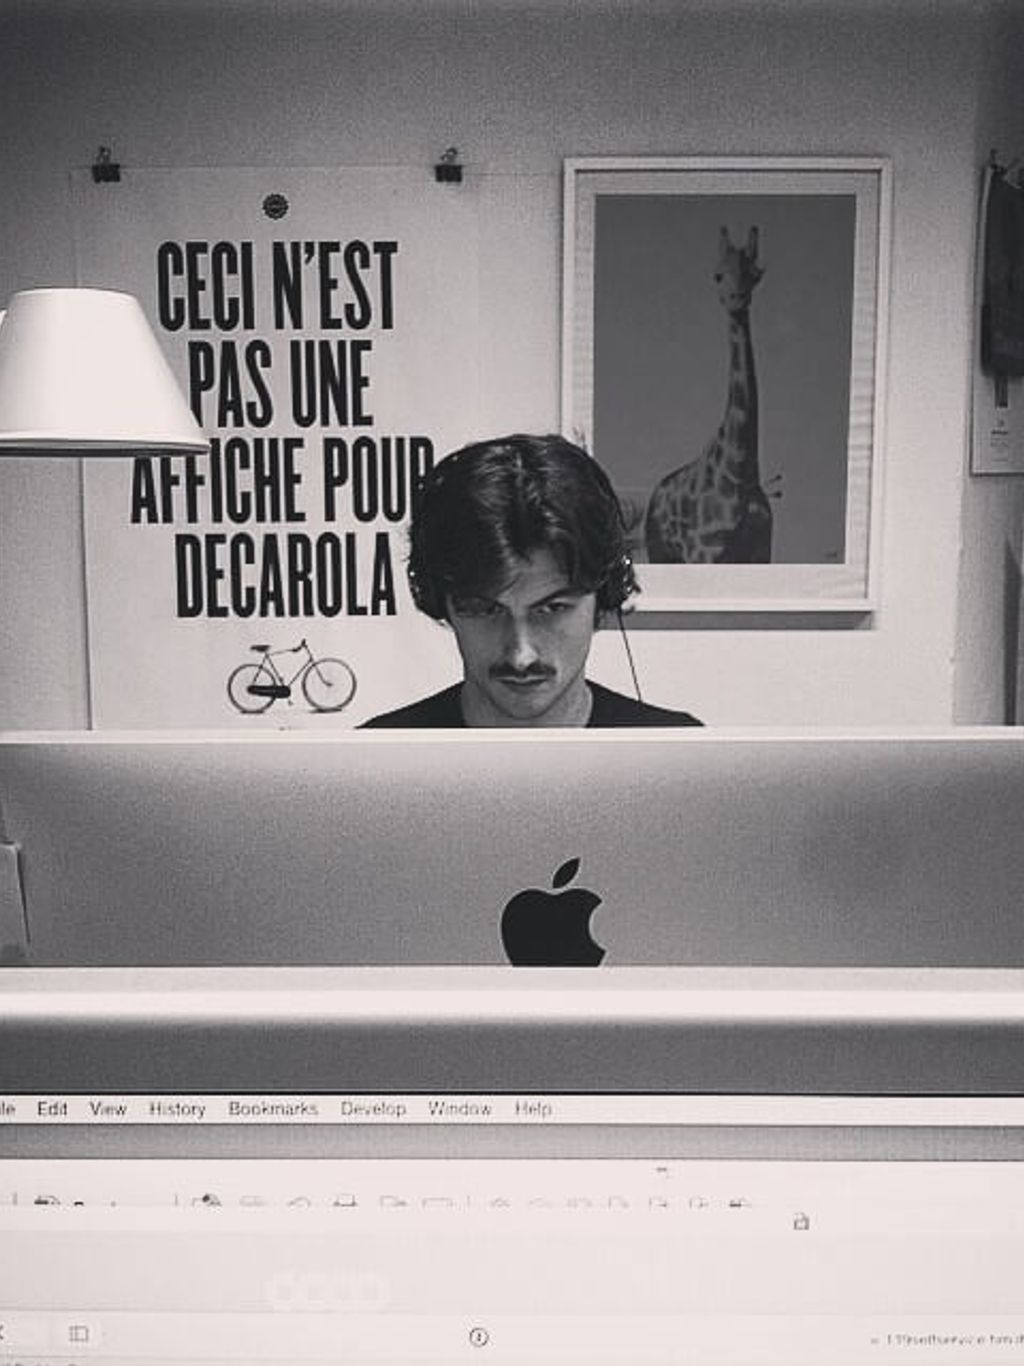 CECI N'EST
PAS UNE
AFFICHE POUR
DECAROLA
Edit View History Bookmarks Develop Window Help